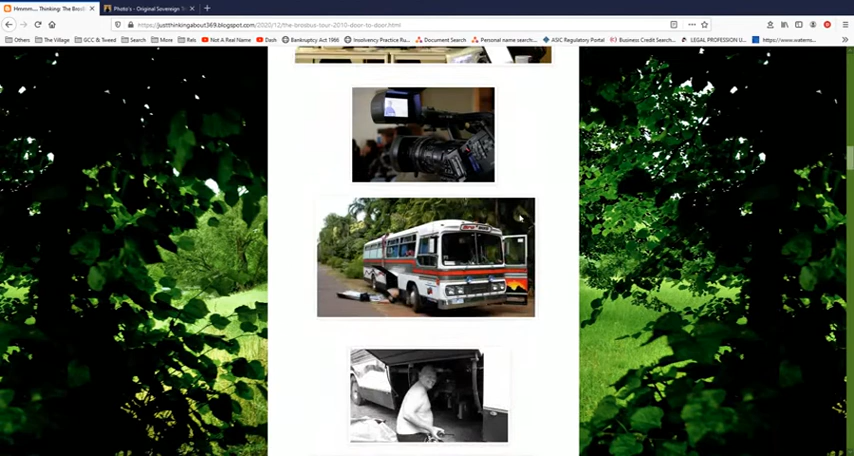 Hmmm.... Thinking: The Brosb
Photo's - Original Sovereign Tr
https://justthinkingabout369.blogspot.com/2020/12/the-brosbus-tour-2010-door-to-door.html
Others
The Village
GCC & Tweed
Search
More
Rels
Not A Real Name
Dash
Bankruptcy Act 1966
Insolvency Practice Ru...
Document Search
Personal name search...
ASIC Regulatory Portal
Business Credit Search...
LEGAL PROFESSION U...
https://www.waterns...